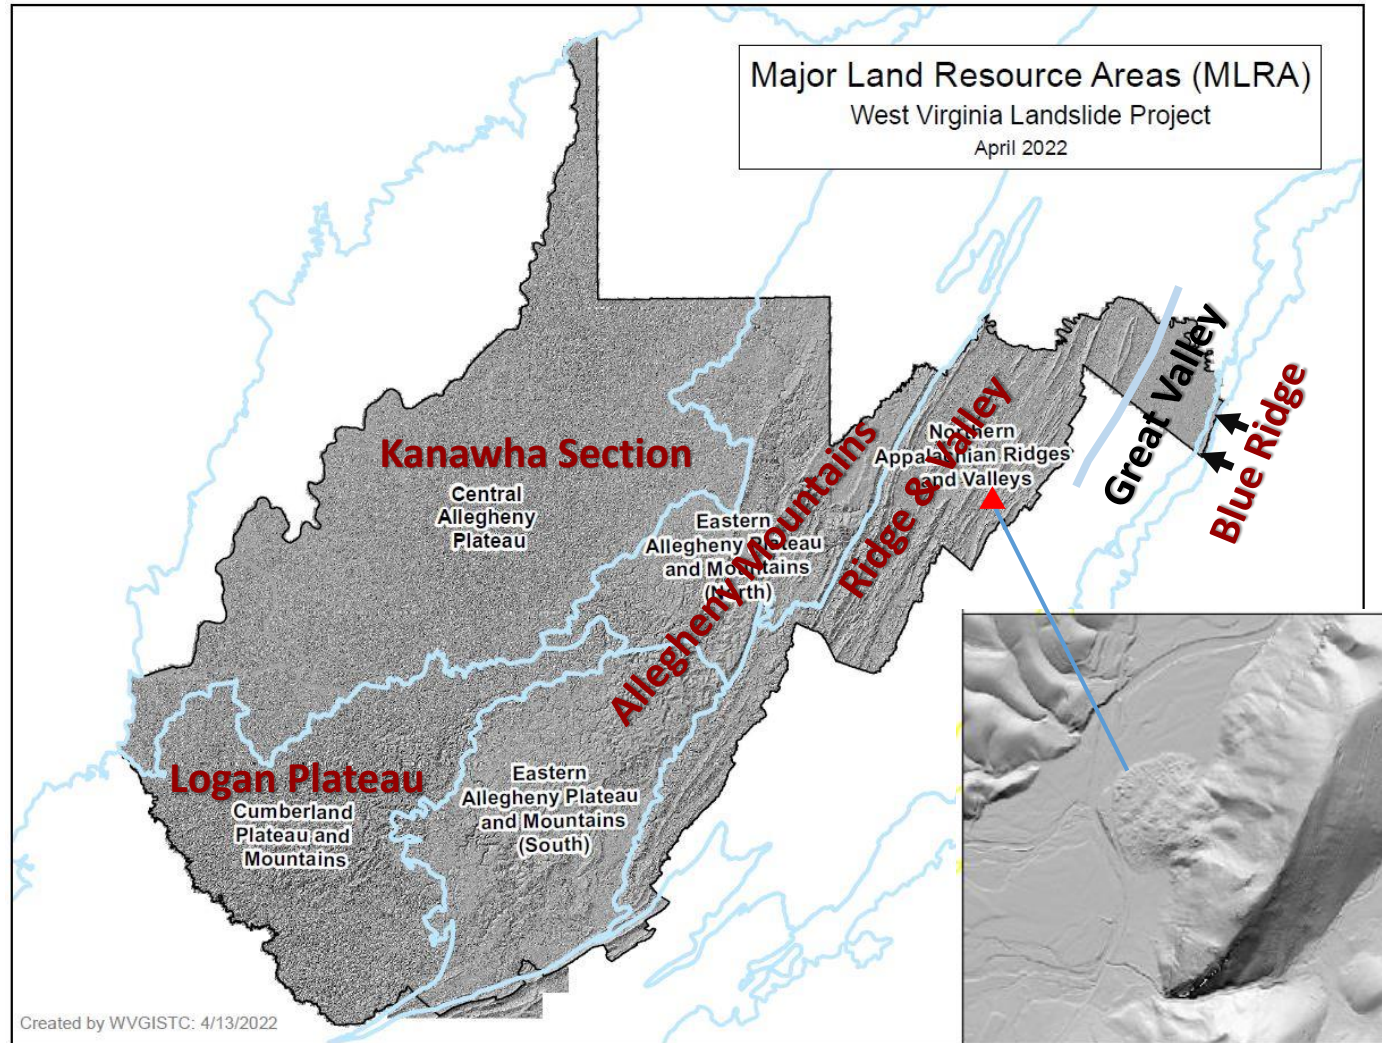 Major Land Resource Areas (MLRA)
West Virginia Landslide Project
April 2022
Great Valley
Blue Ridge
Kanawha Section
Central
Allegheny
Plateau
Northern
Appalachian Ridges
and Valleys
Ridge & Valley
Eastern
Allegheny Plateau
and Mountains
(North)
Allegheny Mountains
Logan Plateau
Cumberland
Plateau and
Mountains
Eastern
Allegheny Plateau
and Mountains
(South)
Created by WVGISTC: 4/13/2022